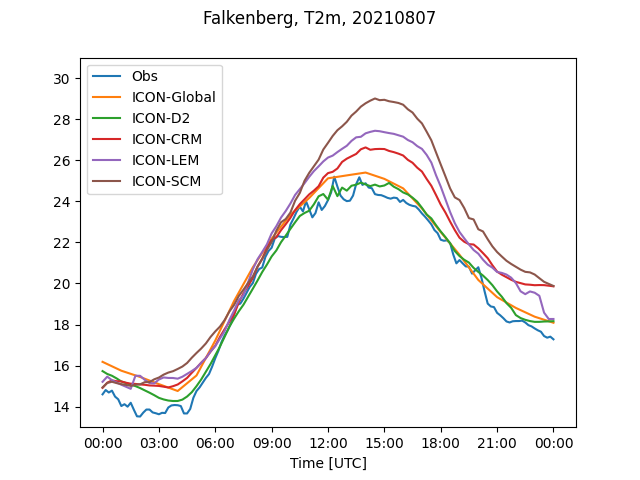 Falkenberg, T2m, 20210807
Obs
ICON-Global
ICON-D2
ICON-CRM
ICON-LEM
ICON-SCM
30
28
26
24
22
20
18
16
14
00:00 03:00 06:00 09:00 12:00 15:00 18:00 21:00 00:00
Time [UTC]